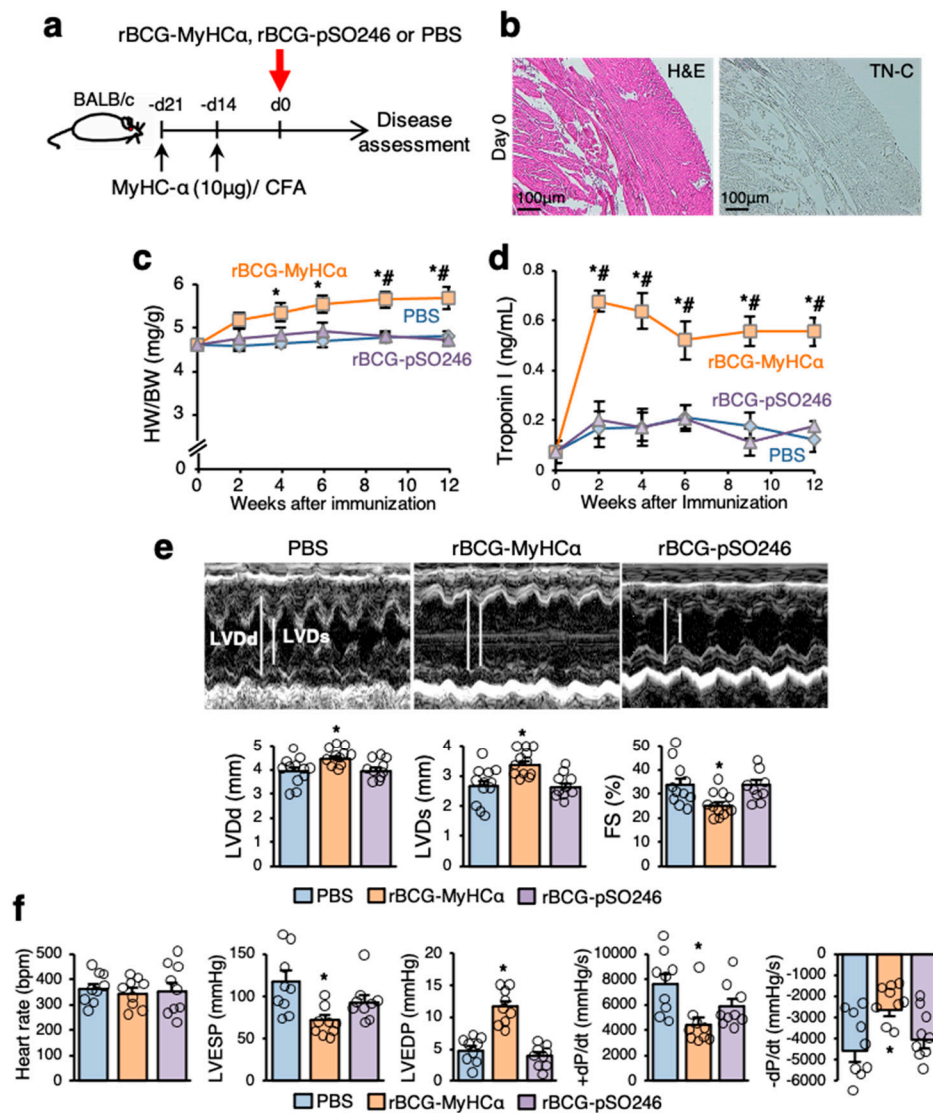 a
rBCG-MyHCα, rBCG-pSO246 or PBS
BALB/c
-d21
-d14
d0
Disease
assessment
MyHC-α (10μg)/ CFA
b
Day 0
H&E
100μm
TN-C
100μm
c
rBCG-MyHCα
* * *# *#
PBS
rBCG-pSO246
HW/BW (mg/g)
6
5
4
3
0
0 2 4 6 8 10 12
Weeks after immunization
d
*# *# *# *# *#
rBCG-MyHCα
rBCG-pSO246
PBS
Troponin I (ng/mL)
0.8
0.6
0.4
0.2
0
0 2 4 6 8 10 12
Weeks after Immunization
e
PBS
rBCG-MyHCα
rBCG-pSO246
LVDd
LVDs
LVDd (mm)
5
4
3
2
1
0
*
LVDs (mm)
4
2
0
*
FS (%)
50
40
30
20
10
0
*
PBS rBCG-MyHCα rBCG-pSO246
f
Heart rate (bpm)
500
400
300
200
100
0
LVESP (mmHg)
150
100
50
0
*
LVEDP (mmHg)
20
15
10
5
0
*
+dP/dt (mmHg/s)
10000
8000
6000
4000
2000
0
*
-dP/dt (mmHg/s)
0
-1000
-2000
-3000
-4000
-5000
-6000
*
PBS rBCG-MyHCα rBCG-pSO246